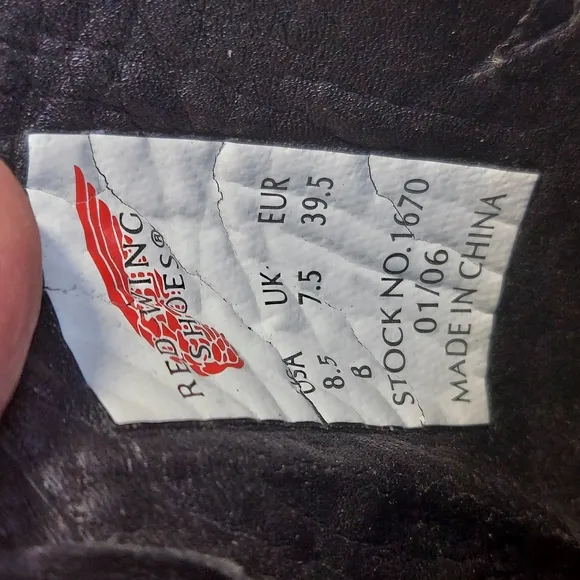 RED WING
SHOES®
USA UK EUR
8.5 7.5 39.5
B
STOCK NO.1670
01/06
MADE IN CHINA